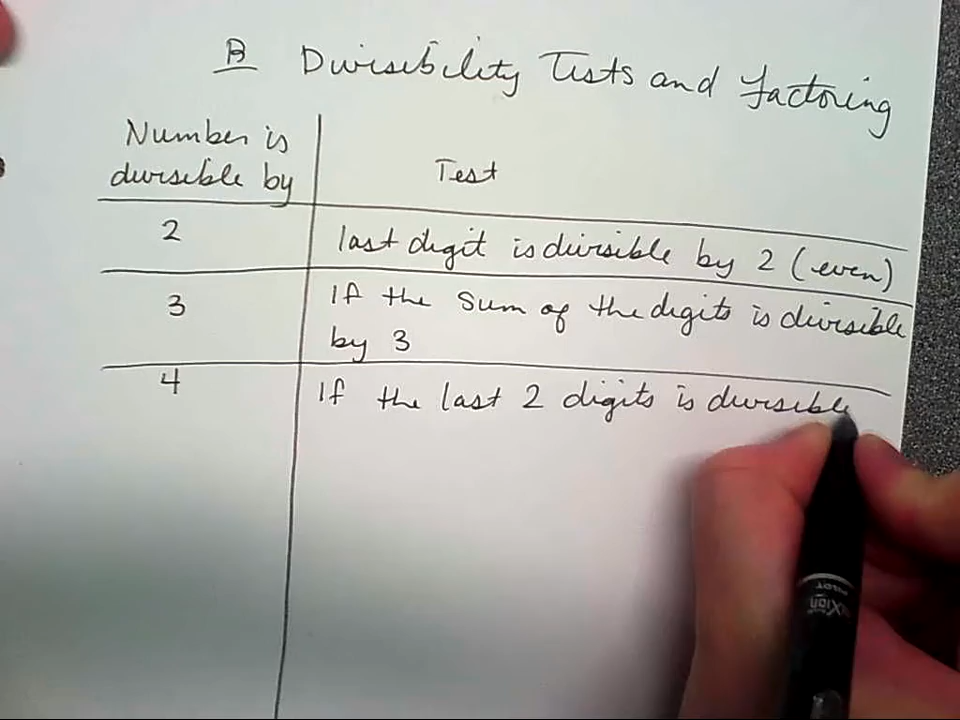 B Divisibility Tests and Factoring
Number is
divisible by
Test
2
last digit is divisible by 2 (even)
3
If the sum of the digits is divisible
by 3
4
If the last 2 digits is divisible
PILOT